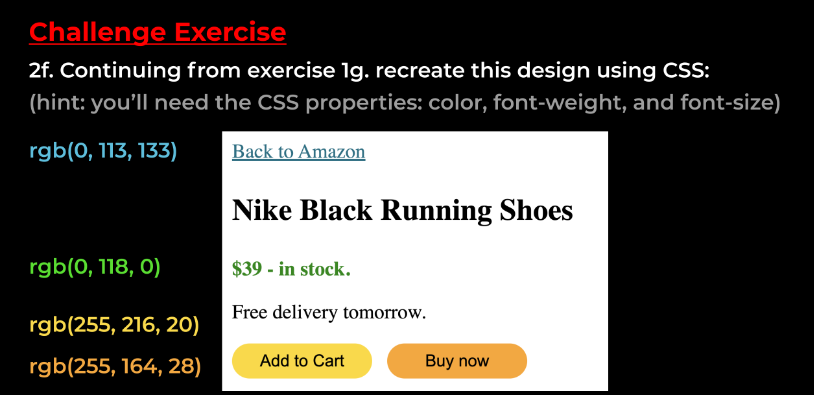 Challenge Exercise
2f. Continuing from exercise 1g. recreate this design using CSS:
(hint: you'll need the CSS properties: color, font-weight, and font-size)
rgb(0, 113, 133)
Back to Amazon
Nike Black Running Shoes
rgb(0, 118, 0)
$39 - in stock.
Free delivery tomorrow.
rgb(255, 216, 20)
rgb(255, 164, 28)
Add to Cart
Buy now